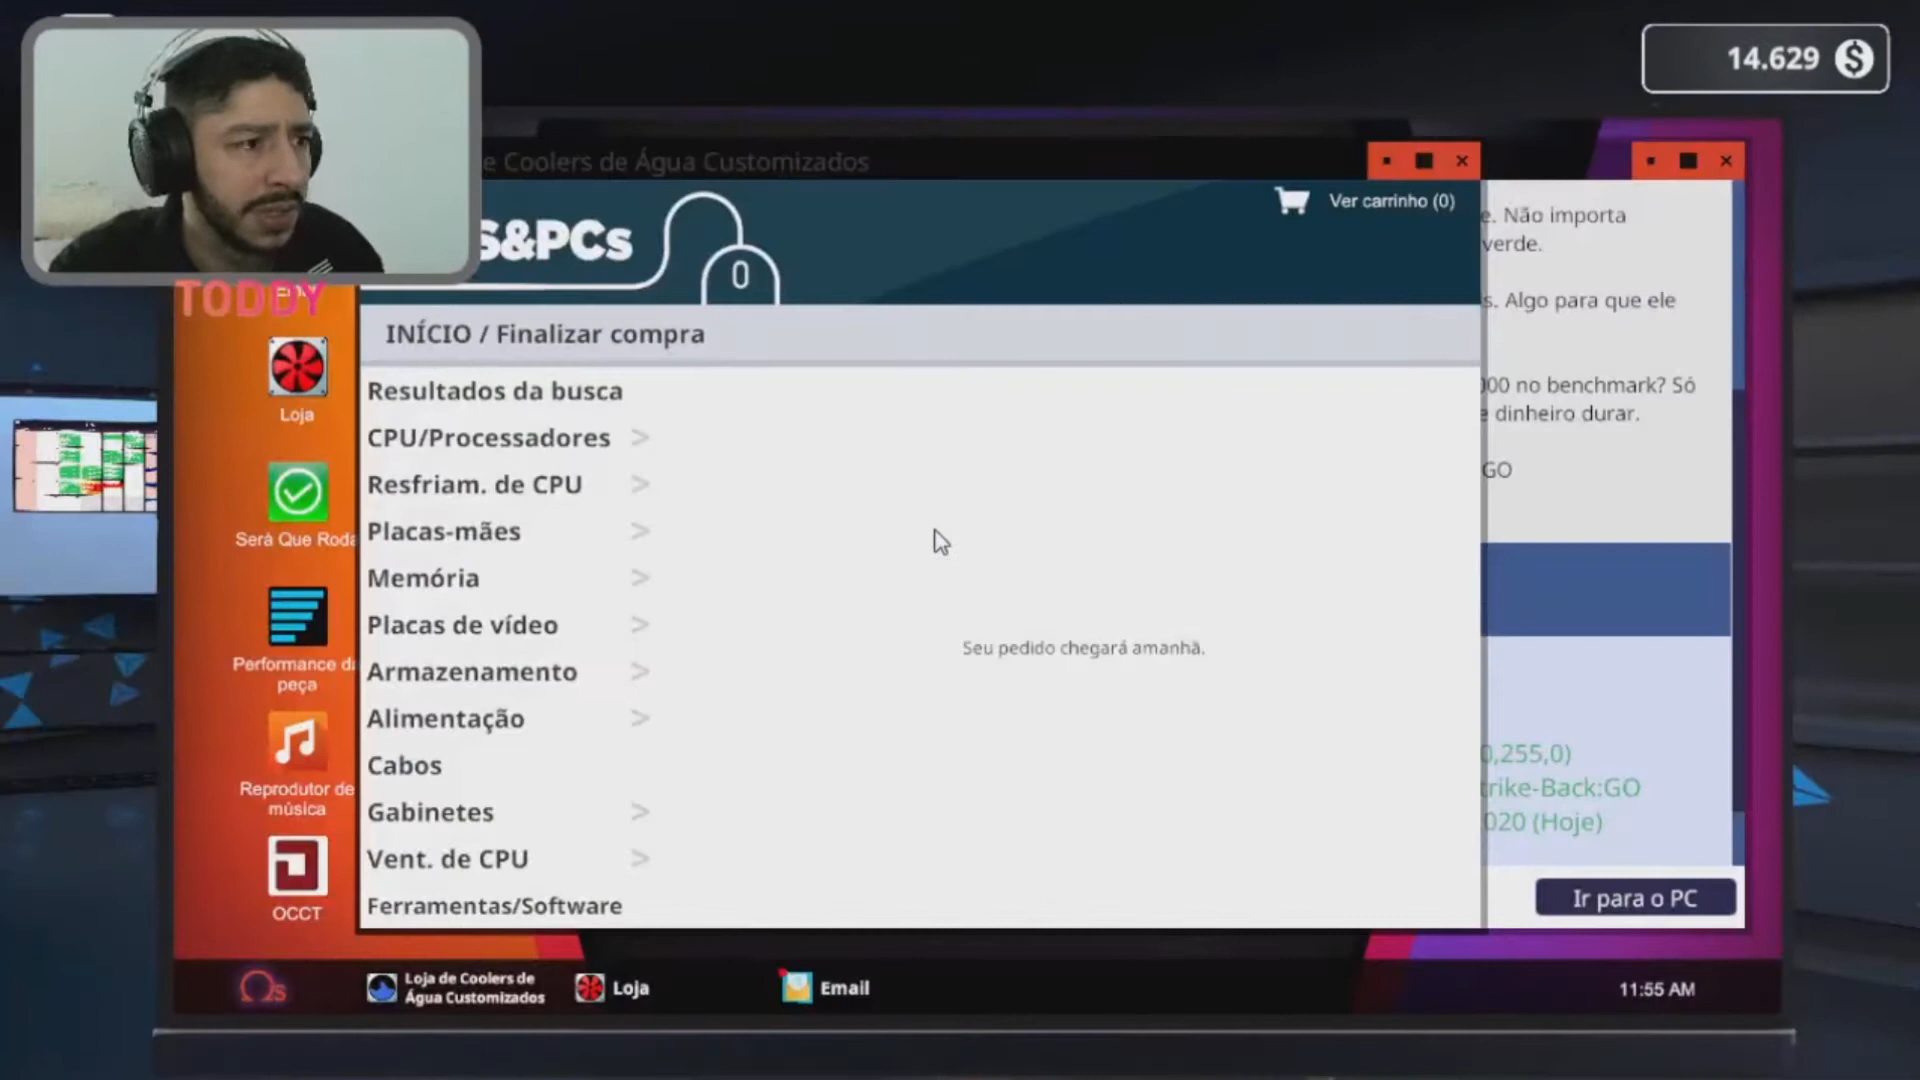 14.629
e Coolers de Água Customizados
S&PCs
Ver carrinho (0)
INÍCIO / Finalizar compra
Resultados da busca
CPU/Processadores >
Resfriam. de CPU >
Placas-mães >
Memória >
Placas de vídeo >
Armazenamento >
Alimentação >
Cabos
Gabinetes >
Vent. de CPU >
Ferramentas/Software
Seu pedido chegará amanhã.
e. Não importa
verde.
s. Algo para que ele
000 no benchmark? Só
e dinheiro durar.
GO
0,255,0)
trike-Back:GO
020 (Hoje)
Ir para o PC
TODDY
Loja
Será Que Roda
Performance da
peça
Reprodutor de
música
OCCT
Ωs
Loja de Coolers de
Água Customizados
Loja
Email
11:55 AM